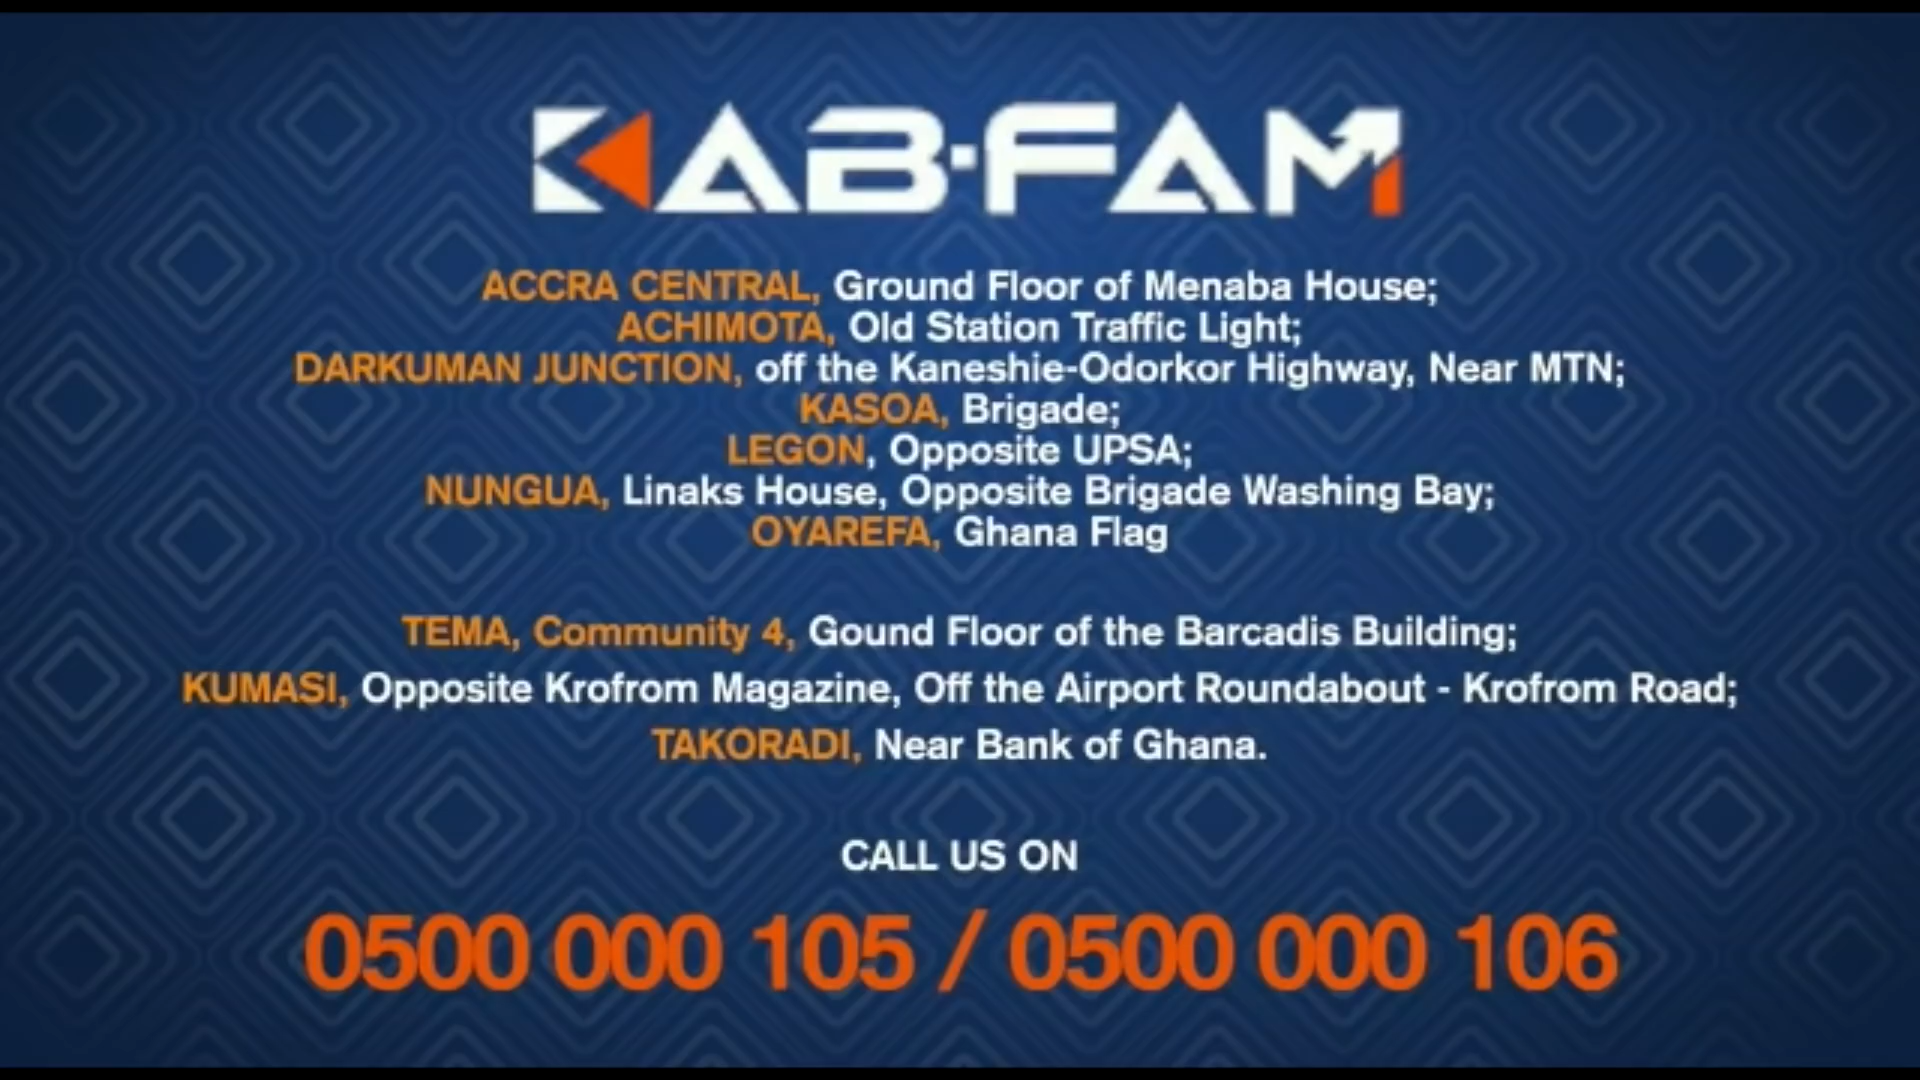 KAB-FAM
ACCRA CENTRAL, Ground Floor of Menaba House;
ACHIMOTA, Old Station Traffic Light;
DARKUMAN JUNCTION, off the Kaneshie-Odorkor Highway, Near MTN;
KASOA, Brigade;
LEGON, Opposite UPSA;
NUNGUA, Linaks House, Opposite Brigade Washing Bay;
OYAREFA, Ghana Flag
TEMA, Community 4, Gound Floor of the Barcadis Building;
KUMASI, Opposite Krofrom Magazine, Off the Airport Roundabout - Krofrom Road;
TAKORADI, Near Bank of Ghana.
CALL US ON
0500 000 105 / 0500 000 106